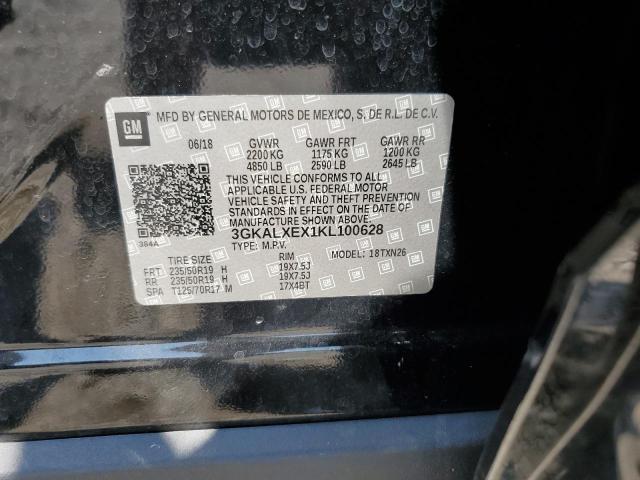 GM
MFD BY GENERAL MOTORS DE MEXICO, S. DE R.L. DE C.V.
06/18 GVWR GAWR FRT GAWR RR
2200 KG 1175 KG 1200 KG
4850 LB 2590 LB 2645 LB
THIS VEHICLE CONFORMS TO ALL
APPLICABLE U.S. FEDERAL MOTOR
VEHICLE SAFETY, BUMPER, AND THEFT
PREVENTION STANDARDS IN EFFECT
ON THE DATE OF
MANUFACTURE SHOWN ABOVE.
3GKALXEX1KL100628
384A
TYPE: M.P.V. MODEL: 18TXN26
TIRE SIZE RIM
FRT 235/50R19 H 19X7.5J
RR 235/50R19 H 19X7.5J
SPA T125/70R17 M 17X4BT